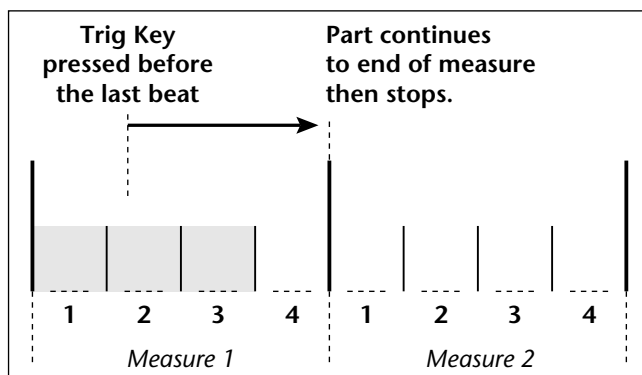 Trig Key
pressed before
the last beat
Part continues
to end of measure
then stops.
1 2 3 4 1 2 3 4
Measure 1 Measure 2